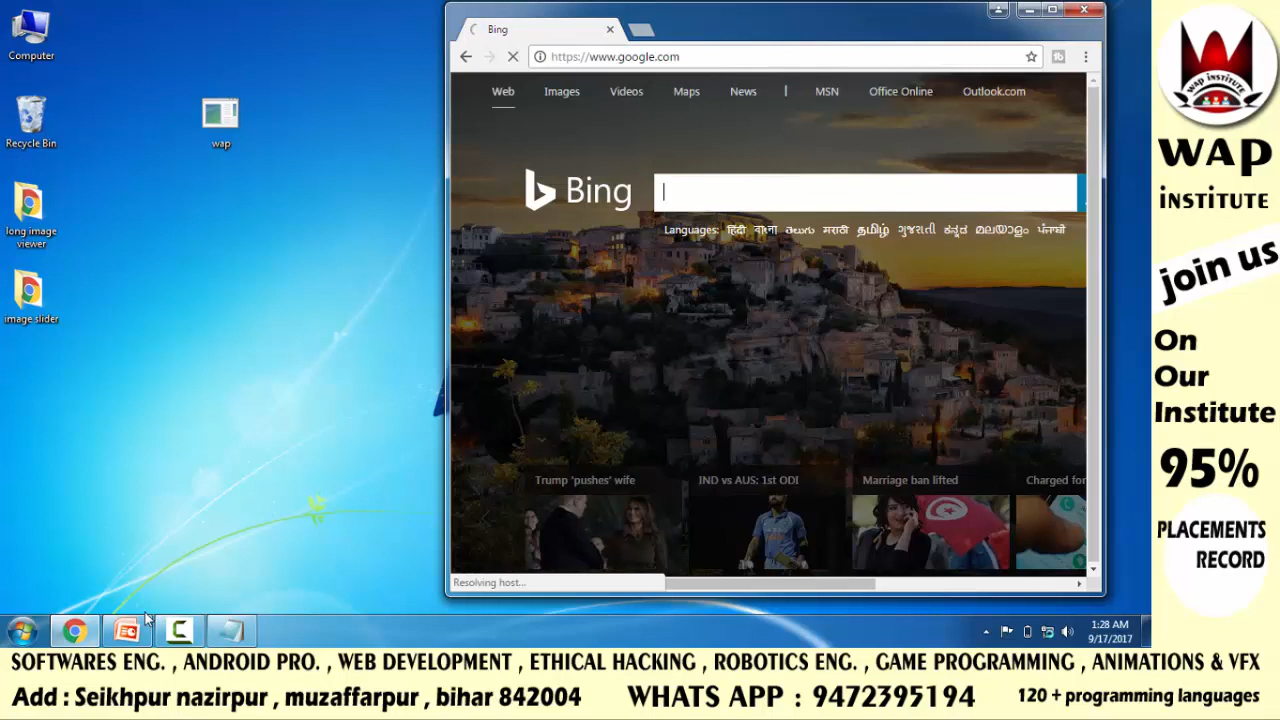 Computer
Recycle Bin
long image
viewer
image slider
wap
Bing
https://www.google.com
Web
Images
Videos
Maps
News
|
MSN
Office Online
Outlook.com
Bing
Languages: हिंदी বাংলা తెలుగు मराठी தமிழ் ગુજરાતી ಕನ್ನಡ മലയാളം ਪੰਜਾਬੀ
Trump 'pushes' wife
IND vs AUS: 1st ODI
Marriage ban lifted
Charged for
Resolving host...
1:28 AM
9/17/2017
wap institute
WAP
iNSTiTUTE
join us
On
Our
Institute
95%
PLACEMENTS
RECORD
SOFTWARES ENG. , ANDROID PRO. , WEB DEVELOPMENT , ETHICAL HACKING , ROBOTICS ENG. , GAME PROGRAMMING , ANIMATIONS & VFX
Add : Seikhpur nazirpur , muzaffarpur , bihar 842004
WHATS APP : 9472395194
120 + programming languages